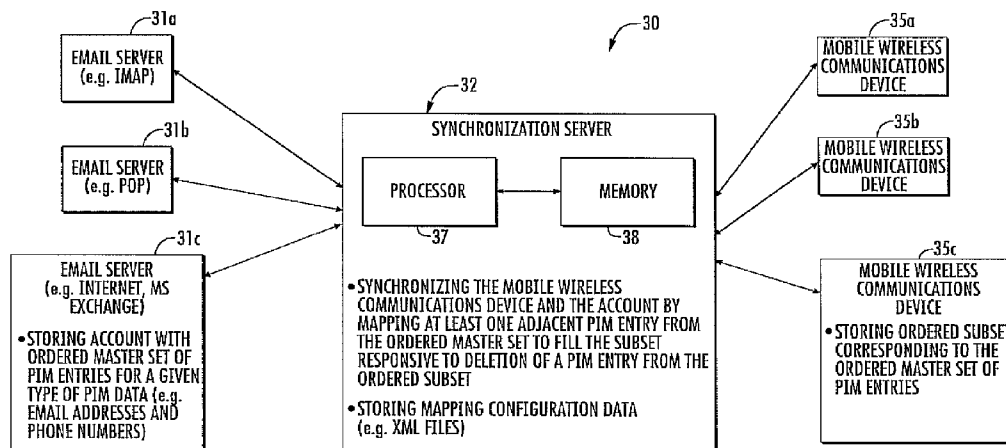 31a
EMAIL SERVER
(e.g. IMAP)
31b
EMAIL SERVER
(e.g. POP)
31c
EMAIL SERVER
(e.g. INTERNET, MS
EXCHANGE)
•STORING ACCOUNT WITH
ORDERED MASTER SET OF
PIM ENTRIES FOR A GIVEN
TYPE OF PIM DATA (e.g.
EMAIL ADDRESSES AND
PHONE NUMBERS)
30
32
SYNCHRONIZATION SERVER
PROCESSOR
37
MEMORY
38
•SYNCHRONIZING THE MOBILE WIRELESS
COMMUNICATIONS DEVICE AND THE ACCOUNT BY
MAPPING AT LEAST ONE ADJACENT PIM ENTRY FROM
THE ORDERED MASTER SET TO FILL THE SUBSET
RESPONSIVE TO DELETION OF A PIM ENTRY FROM THE
ORDERED SUBSET
•STORING MAPPING CONFIGURATION DATA
(e.g. XML FILES)
35a
MOBILE WIRELESS
COMMUNICATIONS
DEVICE
35b
MOBILE WIRELESS
COMMUNICATIONS
DEVICE
35c
MOBILE WIRELESS
COMMUNICATIONS
DEVICE
•STORING ORDERED SUBSET
CORRESPONDING TO THE
ORDERED MASTER SET OF
PIM ENTRIES